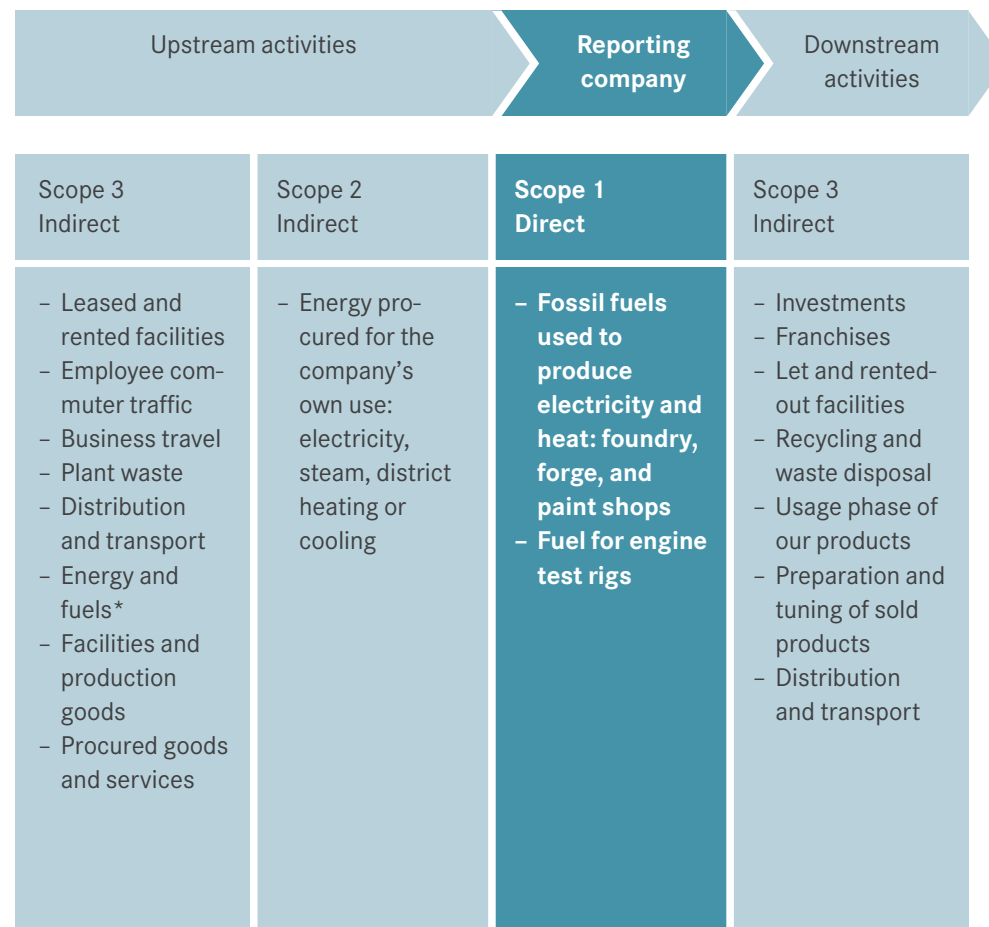 Upstream activities
Reporting
company
Downstream
activities
Scope 3
Indirect
– Leased and
rented facilities
– Employee com-
muter traffic
– Business travel
– Plant waste
– Distribution
and transport
– Energy and
fuels*
– Facilities and
production
goods
– Procured goods
and services
Scope 2
Indirect
– Energy pro-
cured for the
company’s
own use:
electricity,
steam, district
heating or
cooling
Scope 1
Direct
– Fossil fuels
used to
produce
electricity and
heat: foundry,
forge, and
paint shops
– Fuel for engine
test rigs
Scope 3
Indirect
– Investments
– Franchises
– Let and rented-
out facilities
– Recycling and
waste disposal
– Usage phase of
our products
– Preparation and
tuning of sold
products
– Distribution
and transport